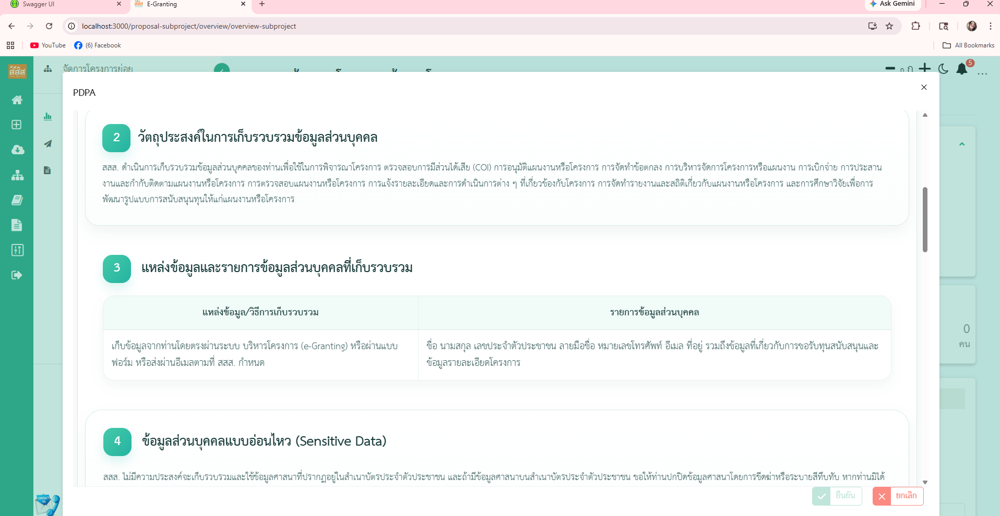 Swagger UI
E-Granting
Ask Gemini
localhost:3000/proposal-subproject/overview/overview-subproject
YouTube
(6) Facebook
All Bookmarks
สสส
จัดการโครงการย่อย
ก ก
5
...
PDPA
2 วัตถุประสงค์ในการเก็บรวบรวมข้อมูลส่วนบุคคล
สสส. ดำเนินการเก็บรวบรวมข้อมูลส่วนบุคคลของท่านเพื่อใช้ในการพิจารณาโครงการ ตรวจสอบการมีส่วนได้เสีย (COI) การอนุมัติแผนงานหรือโครงการ การจัดทำข้อตกลง การบริหารจัดการโครงการหรือแผนงาน การเบิกจ่าย การประสาน
งานและกำกับติดตามแผนงานหรือโครงการ การตรวจสอบแผนงานหรือโครงการ การแจ้งรายละเอียดและการดำเนินการต่าง ๆ ที่เกี่ยวข้องกับโครงการ การจัดทำรายงานและสถิติเกี่ยวกับแผนงานหรือโครงการ และการศึกษาวิจัยเพื่อการ
พัฒนารูปแบบการสนับสนุนทุนให้แก่แผนงานหรือโครงการ
3 แหล่งข้อมูลและรายการข้อมูลส่วนบุคคลที่เก็บรวบรวม
แหล่งข้อมูล/วิธีการเก็บรวบรวม
รายการข้อมูลส่วนบุคคล
เก็บข้อมูลจากท่านโดยตรงผ่านระบบ บริหารโครงการ (e-Granting) หรือผ่านแบบ
ฟอร์ม หรือส่งผ่านอีเมลตามที่ สสส. กำหนด
ชื่อ นามสกุล เลขประจำตัวประชาชน ลายมือชื่อ หมายเลขโทรศัพท์ อีเมล ที่อยู่ รวมถึงข้อมูลที่เกี่ยวกับการขอรับทุนสนับสนุนและ
ข้อมูลรายละเอียดโครงการ
0
คน
4 ข้อมูลส่วนบุคคลแบบอ่อนไหว (Sensitive Data)
สสส. ไม่มีความประสงค์จะเก็บรวบรวมและใช้ข้อมูลศาสนาที่ปรากฏอยู่ในสำเนาบัตรประจำตัวประชาชน และถ้ามีข้อมูลศาสนาบนสำเนาบัตรประจำตัวประชาชน ขอให้ท่านปกปิดข้อมูลศาสนาโดยการขีดฆ่าหรือระบายสีทึบทับ หากท่านมิได้
ยืนยัน
ยกเลิก
CONTACT US